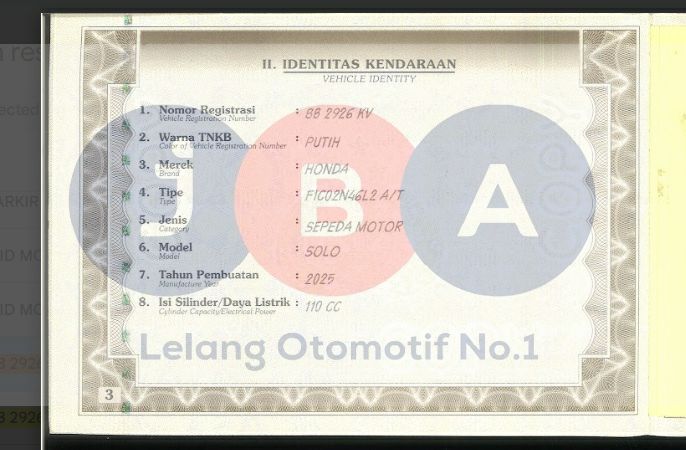 II. IDENTITAS KENDARAAN
VEHICLE IDENTITY
1. Nomor Registrasi : BB 2926 KV
Vehicle Registration Number
2. Warna TNKB : PUTIH
Color of Vehicle Registration Number
3. Merek : HONDA
Brand
4. Tipe : F1C02N46L2 A/T
Type
5. Jenis : SEPEDA MOTOR
Category
6. Model : SOLO
Model
7. Tahun Pembuatan : 2025
Manufacture Year
8. Isi Silinder/Daya Listrik : 110 CC
Cylinder Capacity/Electrical Power
JBA
Lelang Otomotif No.1
3
COPY